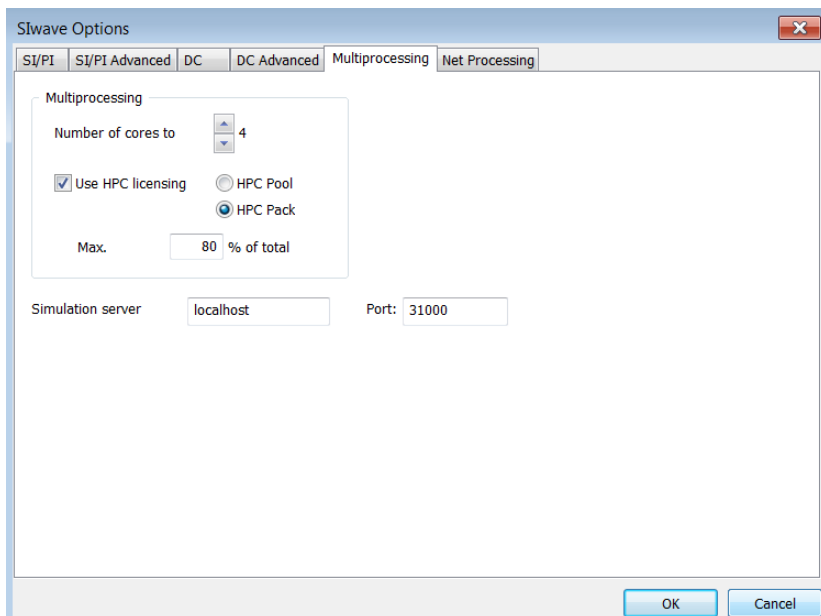 SIwave Options
SI/PI SI/PI Advanced DC DC Advanced Multiprocessing Net Processing
Multiprocessing
Number of cores to 4
Use HPC licensing HPC Pool
HPC Pack
Max. 80 % of total
Simulation server localhost Port: 31000
OK Cancel